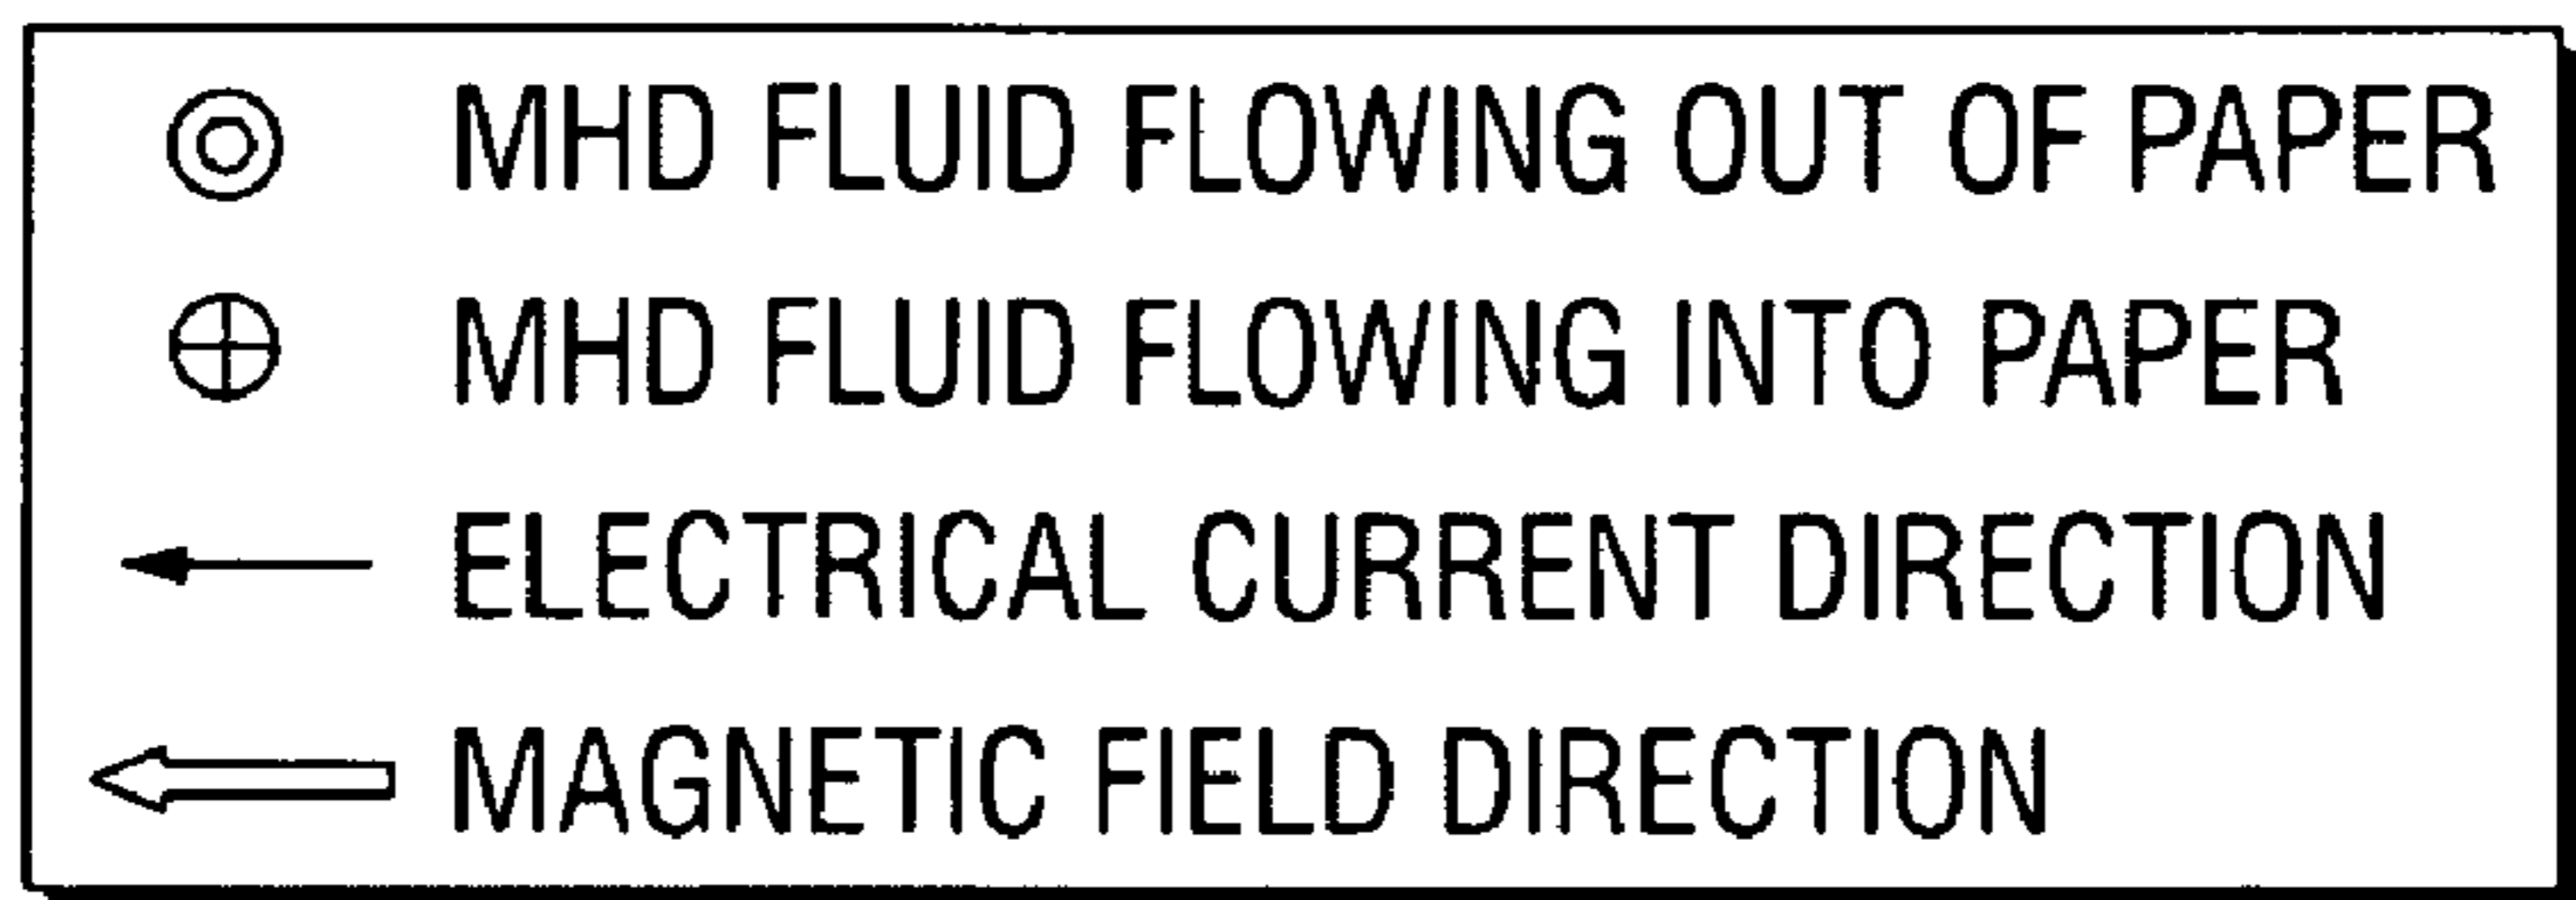 MHD FLUID FLOWING OUT OF PAPER
MHD FLUID FLOWING INTO PAPER
ELECTRICAL CURRENT DIRECTION
MAGNETIC FIELD DIRECTION